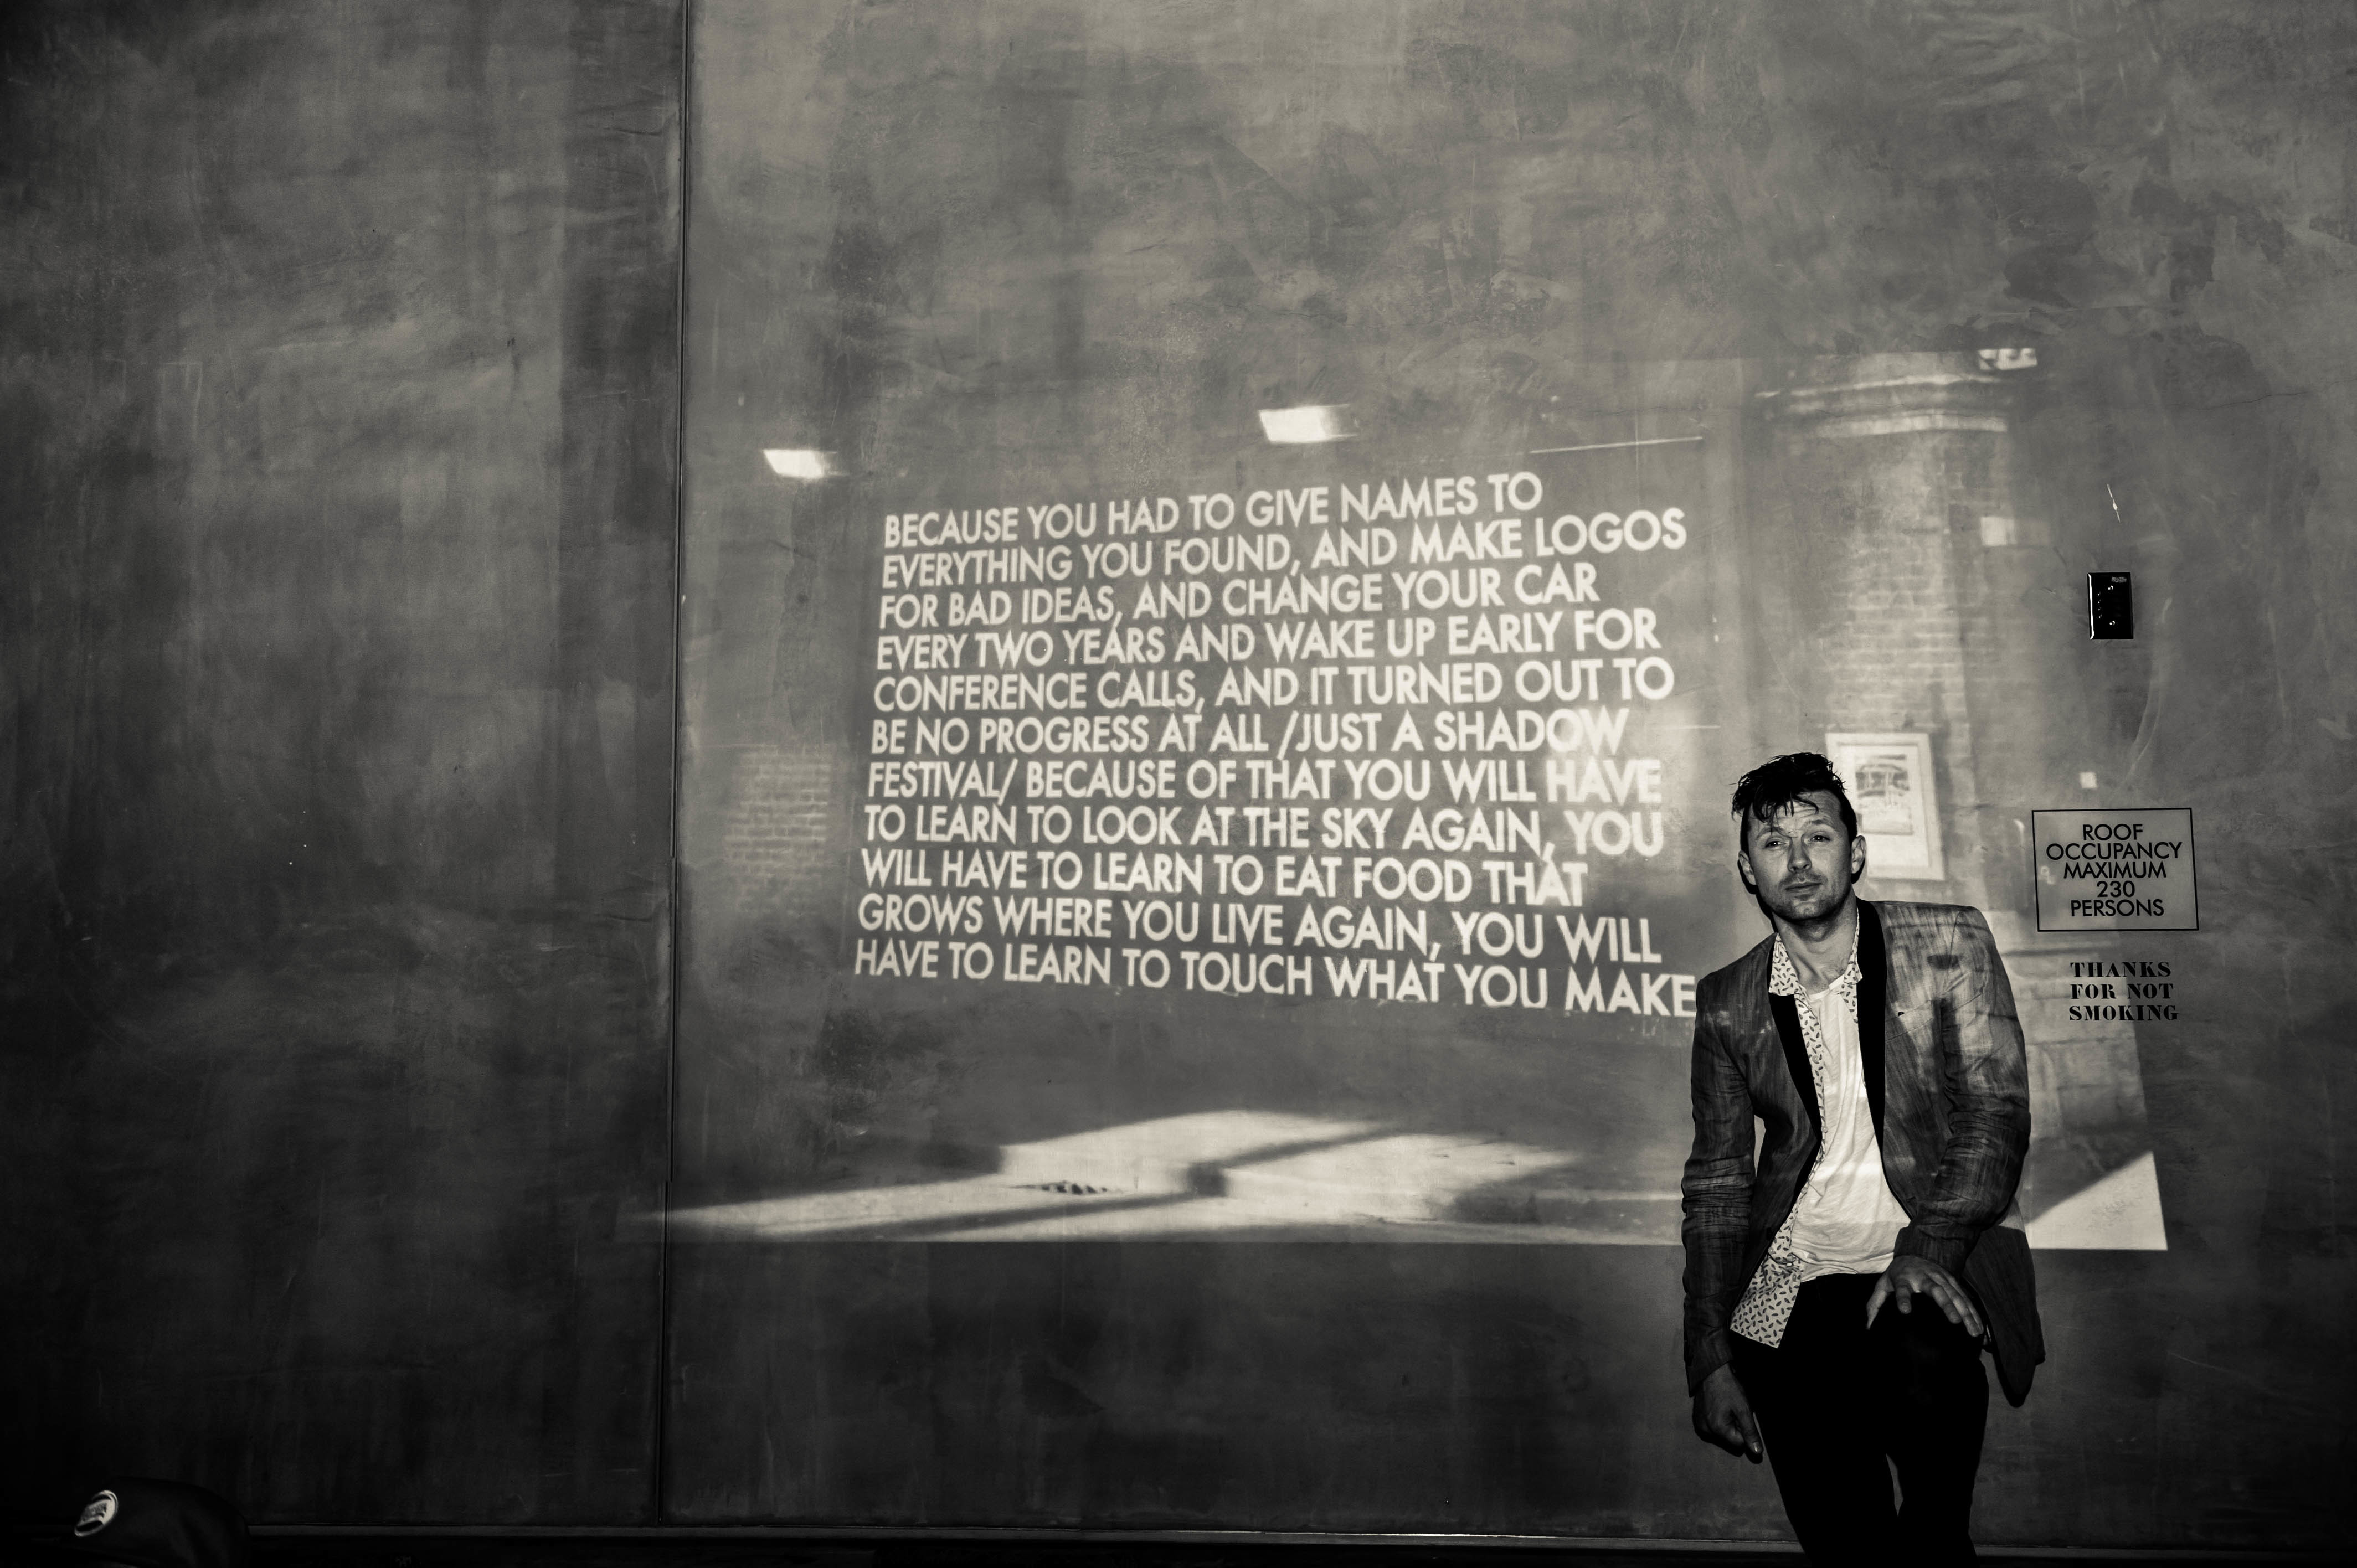 BECAUSE YOU HAD TO GIVE NAMES TO
EVERYTHING YOU FOUND, AND MAKE LOGOS
FOR BAD IDEAS, AND CHANGE YOUR CAR
EVERY TWO YEARS AND WAKE UP EARLY FOR
CONFERENCE CALLS, AND IT TURNED OUT TO
BE NO PROGRESS AT ALL /JUST A SHADOW
FESTIVAL/ BECAUSE OF THAT YOU WILL HAVE
TO LEARN TO LOOK AT THE SKY AGAIN, YOU
WILL HAVE TO LEARN TO EAT FOOD THAT
GROWS WHERE YOU LIVE AGAIN, YOU WILL
HAVE TO LEARN TO TOUCH WHAT YOU MAKE
ROOF
OCCUPANCY
MAXIMUM
230
PERSONS
THANKS
FOR NOT
SMOKING